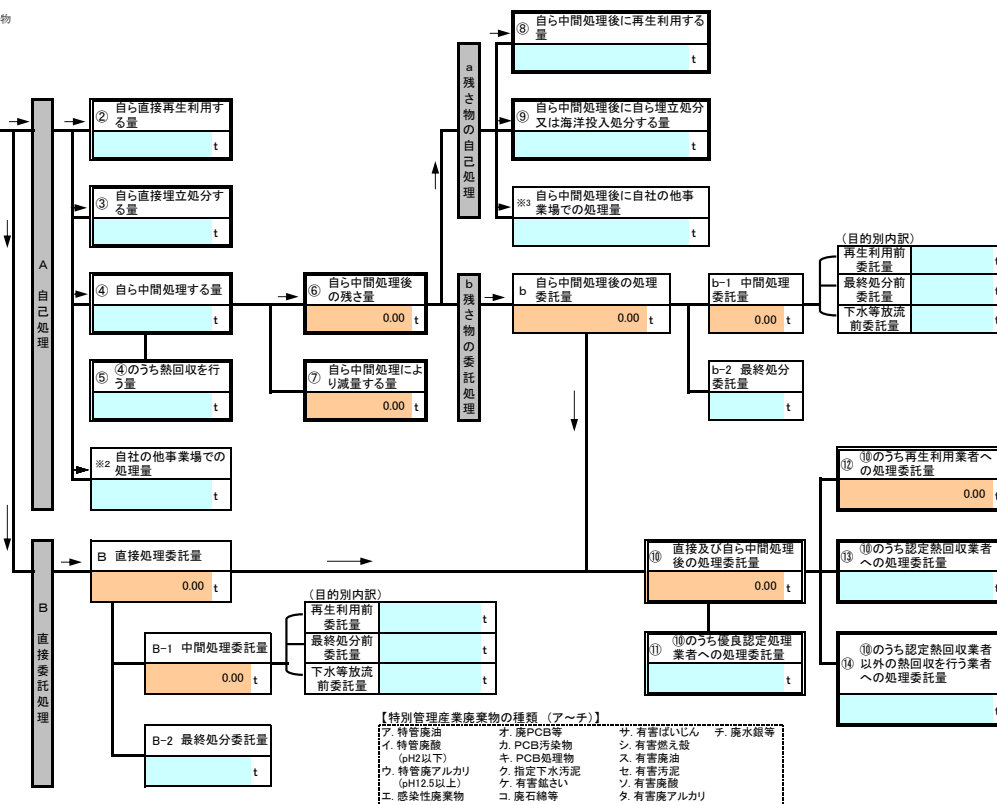 物
⑧ 自ら中間処理後に再生利用する
量
t
a 残さ物の自己処理
② 自ら直接再生利用す
る量
t
⑨ 自ら中間処理後に自ら埋立処分
又は海洋投入処分する量
t
③ 自ら直接埋立処分す
る量
t
※3 自ら中間処理後に自社の他事
業場での処理量
t
A 自己処理
④ 自ら中間処理する量
t
⑥ 自ら中間処理後
の残さ量
0.00 t
b 残さ物の委託処理
b 自ら中間処理後の処理
委託量
0.00 t
b-1 中間処理
委託量
0.00 t
(目的別内訳)
再生利用前
委託量
t
最終処分前
委託量
t
下水等放流
前委託量
t
⑤ ④のうち熱回収を行
う量
t
⑦ 自ら中間処理によ
り減量する量
0.00 t
b-2 最終処分
委託量
t
※2 自社の他事業場での
処理量
t
⑫ ⑩のうち再生利用業者へ
の処理委託量
0.00 t
B 直接委託処理
B 直接処理委託量
0.00 t
⑩ 直接及び自ら中間処理
後の処理委託量
0.00 t
⑬ ⑩のうち認定熱回収業者
への処理委託量
t
(目的別内訳)
再生利用前
委託量
t
最終処分前
委託量
t
下水等放流
前委託量
t
B-1 中間処理委託量
0.00 t
⑪ ⑩のうち優良認定処理
業者への処理委託量
t
⑭ ⑩のうち認定熱回収業者
以外の熱回収を行う業者
への処理委託量
t
B-2 最終処分委託量
t
【特別管理産業廃棄物の種類 (ア~チ)】
ア. 特管廃油 オ. 廃PCB等 サ. 有害ばいじん チ. 廃水銀等
イ. 特管廃酸 カ. PCB汚染物 シ. 有害燃え殻
(pH2以下) キ. PCB処理物 ス. 有害廃油
ウ. 特管廃アルカリ ク. 指定下水汚泥 セ. 有害汚泥
(pH12.5以上) ケ. 有害鉱さい ソ. 有害廃酸
エ. 感染性廃棄物 コ. 廃石綿等 タ. 有害廃アルカリ